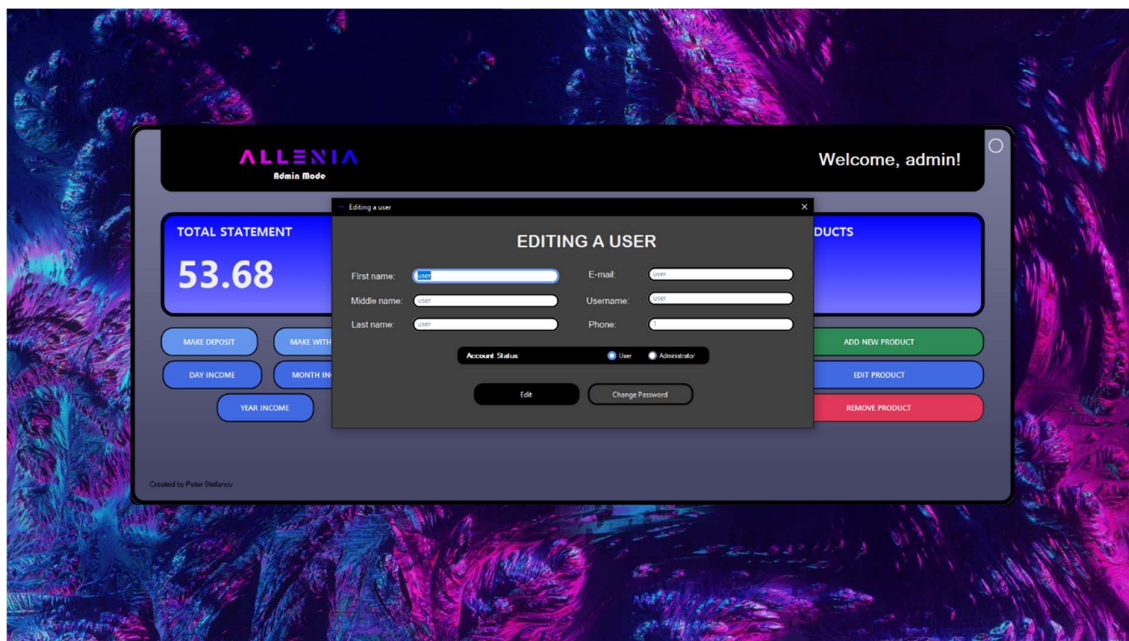 ALLENIA
Admin Mode
Welcome, admin!
Editing a user
TOTAL STATEMENT
53.68
DUCTS
EDITING A USER
First name: user
E-mail: user
Middle name: user
Username: user
Last name: user
Phone: 1
Account Status
User
Administrator
Edit
Change Password
MAKE DEPOSIT
MAKE WITH
ADD NEW PRODUCT
DAY INCOME
MONTH IN
EDIT PRODUCT
YEAR INCOME
REMOVE PRODUCT
Created by Peter Stefanov